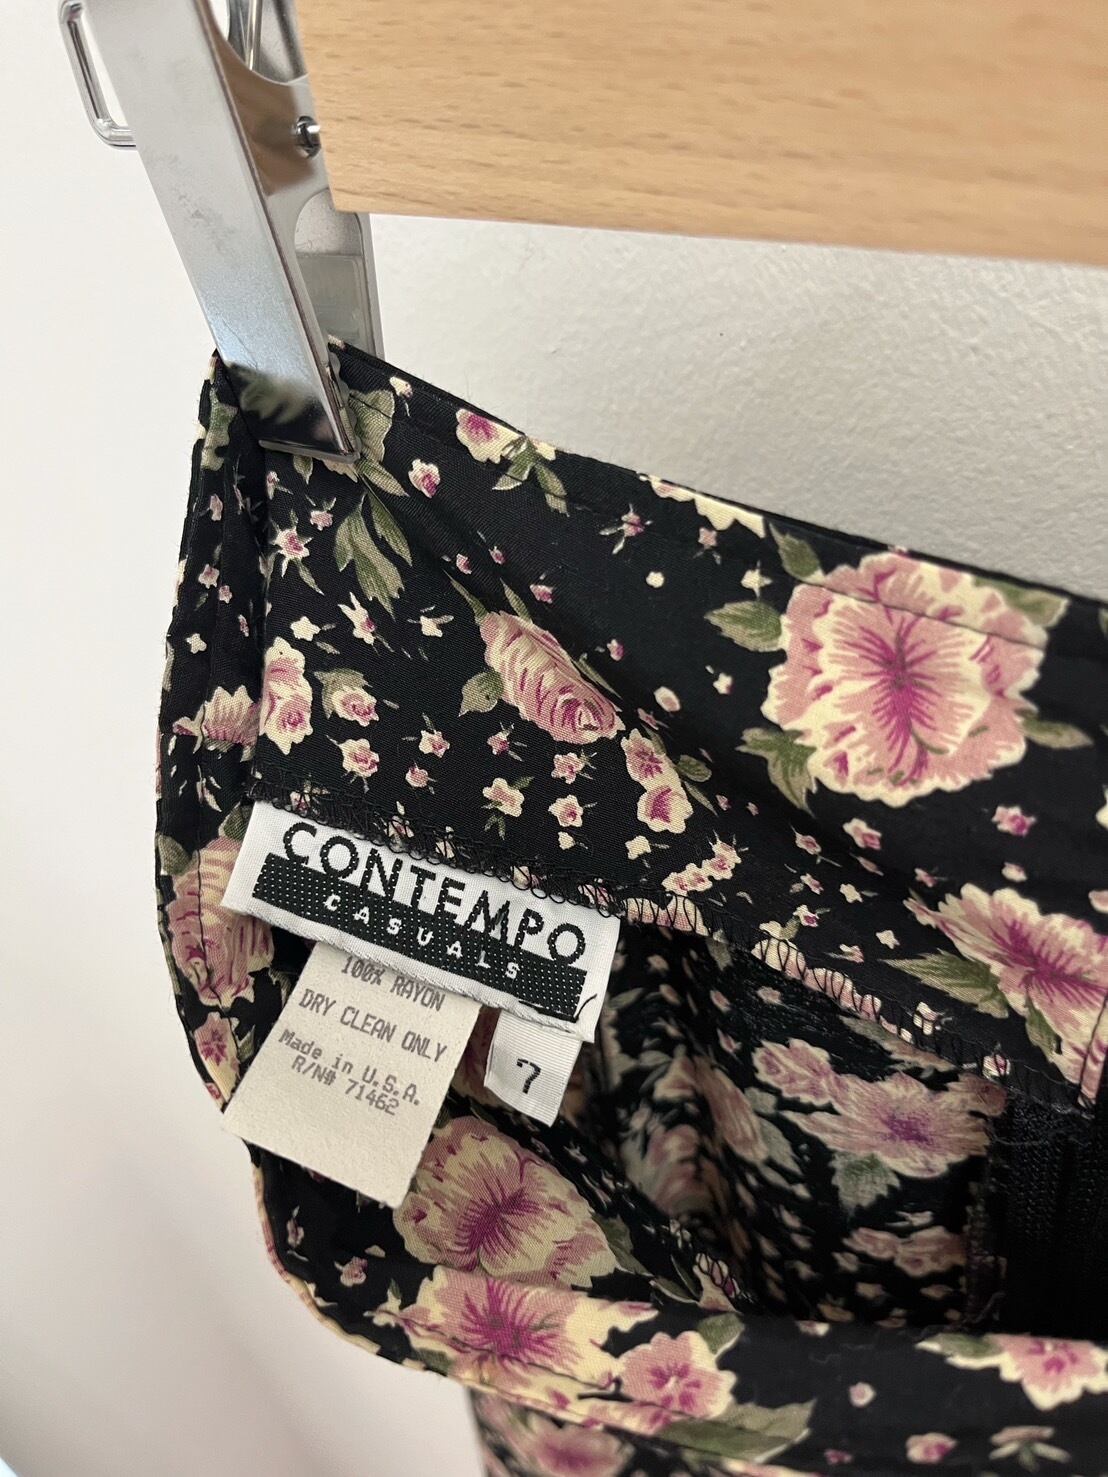 CONTEMPO
CASUALS
100% RAYON
DRY CLEAN ONLY
Made in U.S.A.
R/N# 71462
7